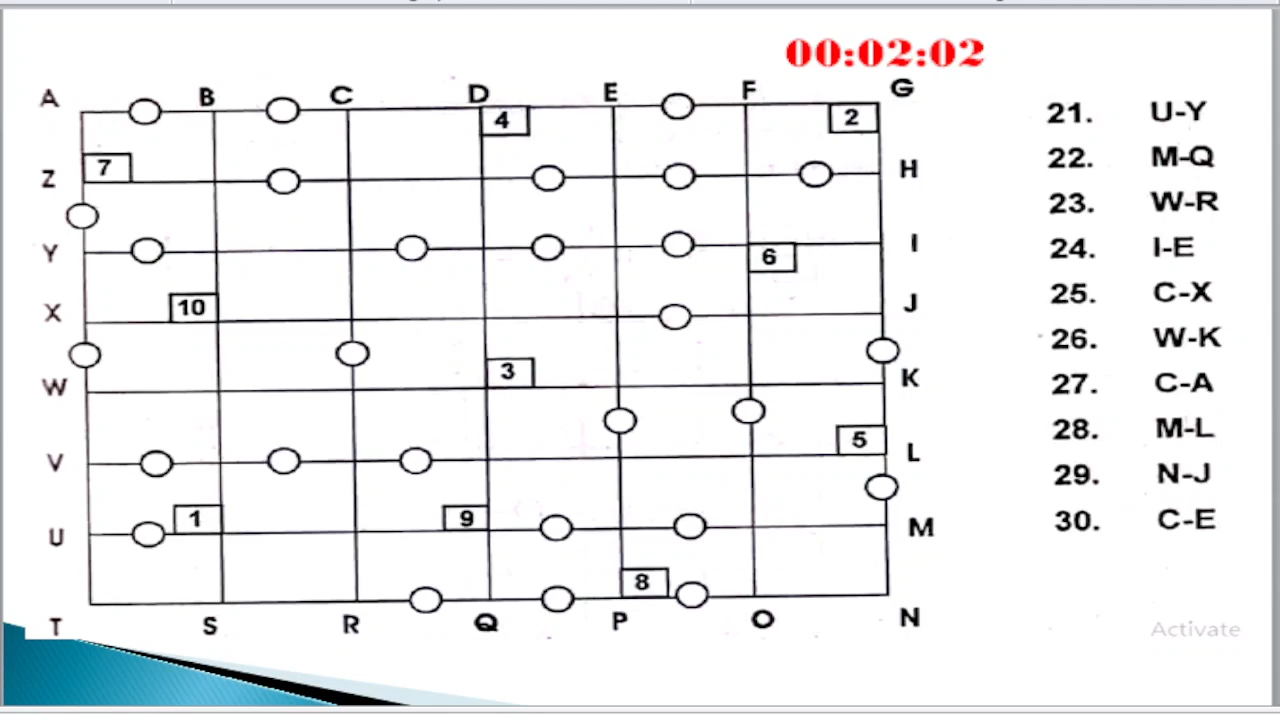 00:02:02
A B C D E F G
4 2
7
Z H
Y I
6
10
X J
3
W K
5
V L
1 9
U M
8
T S R Q P O N
21. U-Y
22. M-Q
23. W-R
24. I-E
25. C-X
26. W-K
27. C-A
28. M-L
29. N-J
30. C-E
Activate